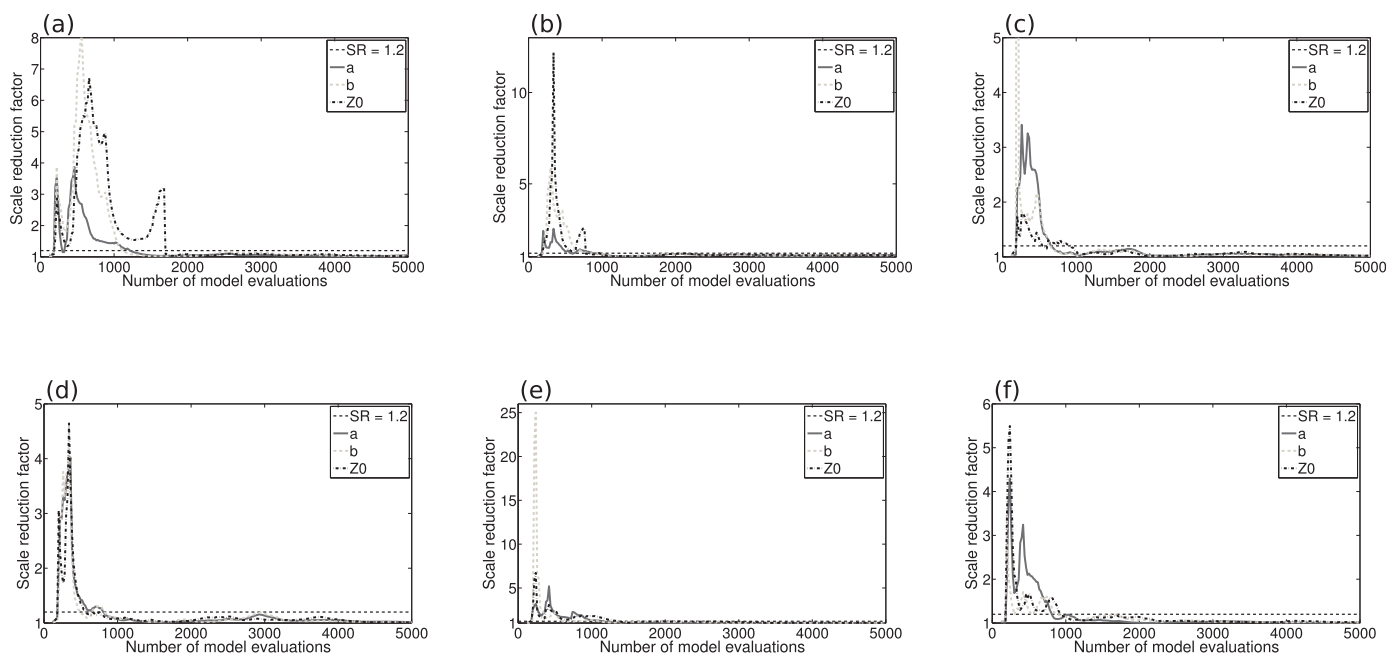 (a)
8
7
6
5
4
3
2
1
0 1000 2000 3000 4000 5000
Scale reduction factor
Number of model evaluations
SR = 1.2
a
b
Z0
(b)
10
5
1
0 1000 2000 3000 4000 5000
Scale reduction factor
Number of model evaluations
SR = 1.2
a
b
Z0
(c)
5
4
3
2
1
0 1000 2000 3000 4000 5000
Scale reduction factor
Number of model evaluations
SR = 1.2
a
b
Z0
(d)
5
4
3
2
1
0 1000 2000 3000 4000 5000
Scale reduction factor
Number of model evaluations
SR = 1.2
a
b
Z0
(e)
25
20
15
10
5
1
0 1000 2000 3000 4000 5000
Scale reduction factor
Number of model evaluations
SR = 1.2
a
b
Z0
(f)
6
5
4
3
2
1
0 1000 2000 3000 4000 5000
Scale reduction factor
Number of model evaluations
SR = 1.2
a
b
Z0